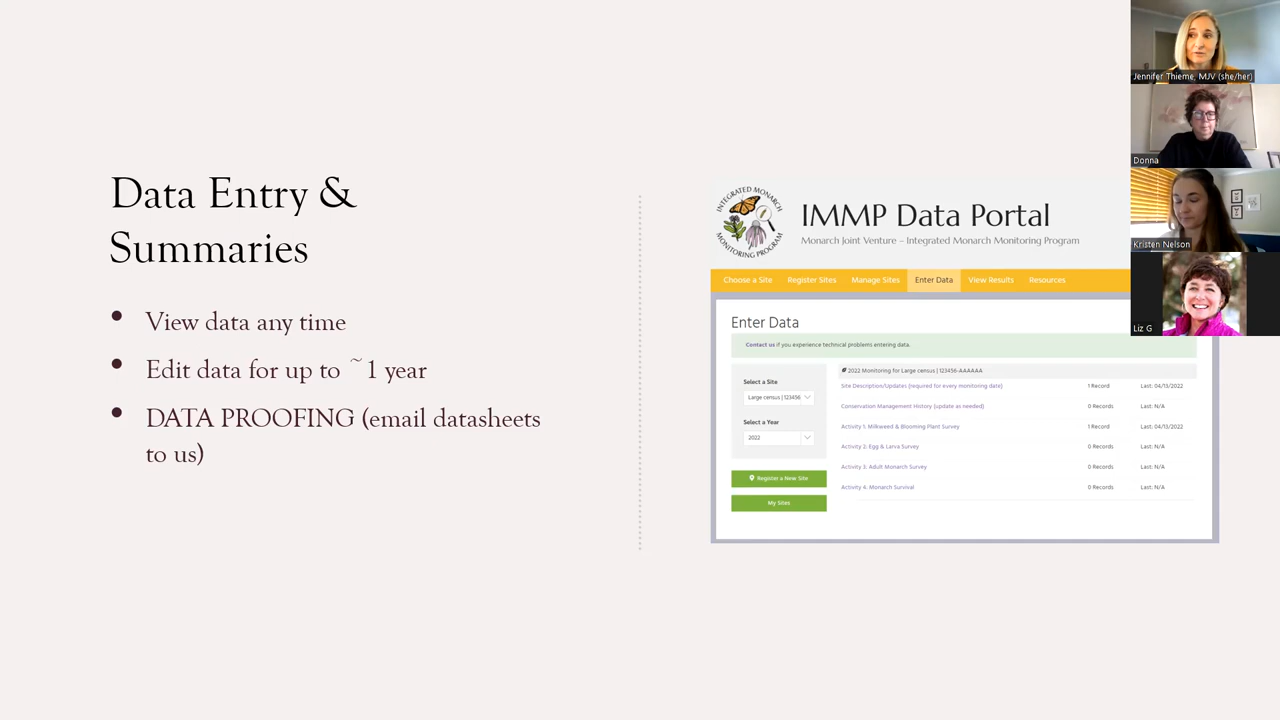 Data Entry &
Summaries
• View data any time
• Edit data for up to ~1 year
• DATA PROOFING (email datasheets
to us)
INTEGRATED MONARCH
MONITORING PROGRAM
IMMP Data Portal
Monarch Joint Venture – Integrated Monarch Monitoring Program
Choose a Site Register Sites Manage Sites Enter Data View Results Resources
Enter Data
Contact us if you experience technical problems entering data.
Select a Site
Large census | 123456
Select a Year
2022
Register a New Site
My Sites
2022 Monitoring for Large census | 123456-AAAAAA
Site Description/Updates (required for every monitoring date) 1 Record Last: 04/13/2022
Conservation Management History (update as needed) 0 Records Last: N/A
Activity 1: Milkweed & Blooming Plant Survey 1 Record Last: 04/13/2022
Activity 2: Egg & Larva Survey 0 Records Last: N/A
Activity 3: Adult Monarch Survey 0 Records Last: N/A
Activity 4: Monarch Survival 0 Records Last: N/A
Jennifer Thieme, MJV (she/her)
Donna
Kristen Nelson
Liz G